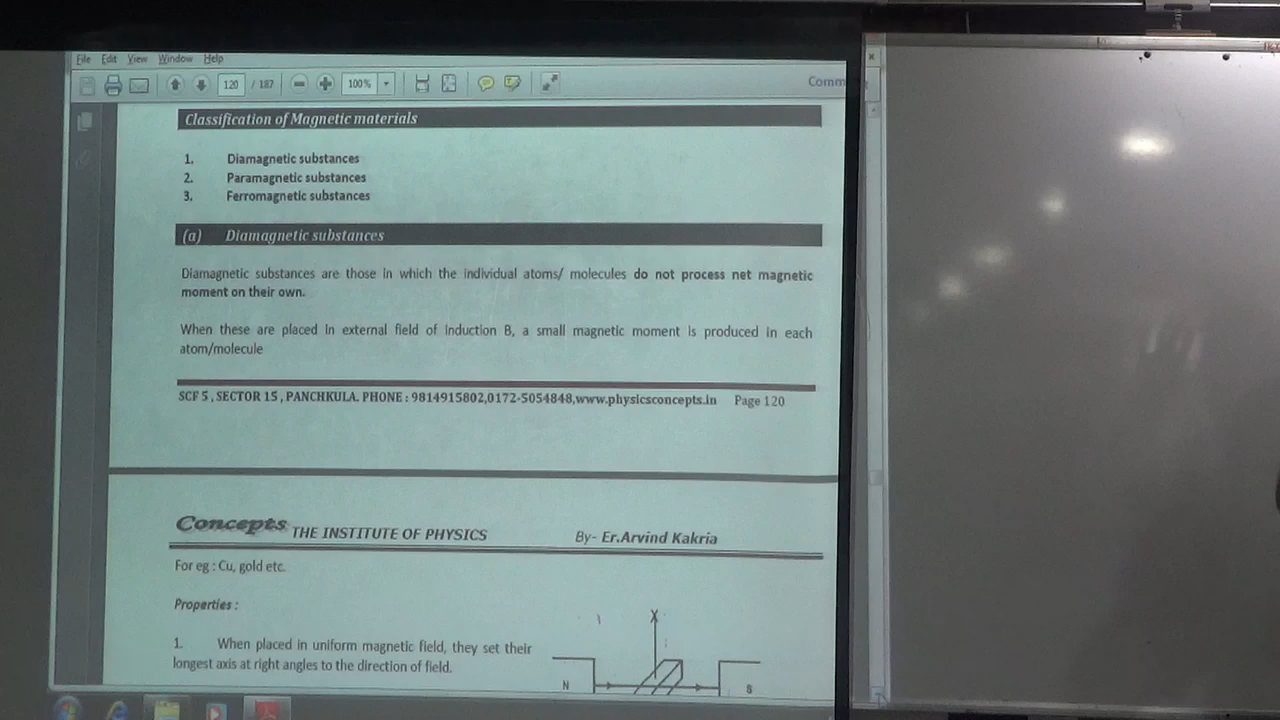 File Edit View Window Help
120 / 187 100% Comm
Classification of Magnetic materials
1. Diamagnetic substances
2. Paramagnetic substances
3. Ferromagnetic substances
(a) Diamagnetic substances
Diamagnetic substances are those in which the individual atoms/ molecules do not process net magnetic
moment on their own.
When these are placed in external field of induction B, a small magnetic moment is produced in each
atom/molecule
SCF 5 , SECTOR 15 , PANCHKULA. PHONE : 9814915802,0172-5054848,www.physicsconcepts.in Page 120
Concepts THE INSTITUTE OF PHYSICS By- Er.Arvind Kakria
For eg : Cu, gold etc.
Properties :
1. When placed in uniform magnetic field, they set their
longest axis at right angles to the direction of field.
X
N S